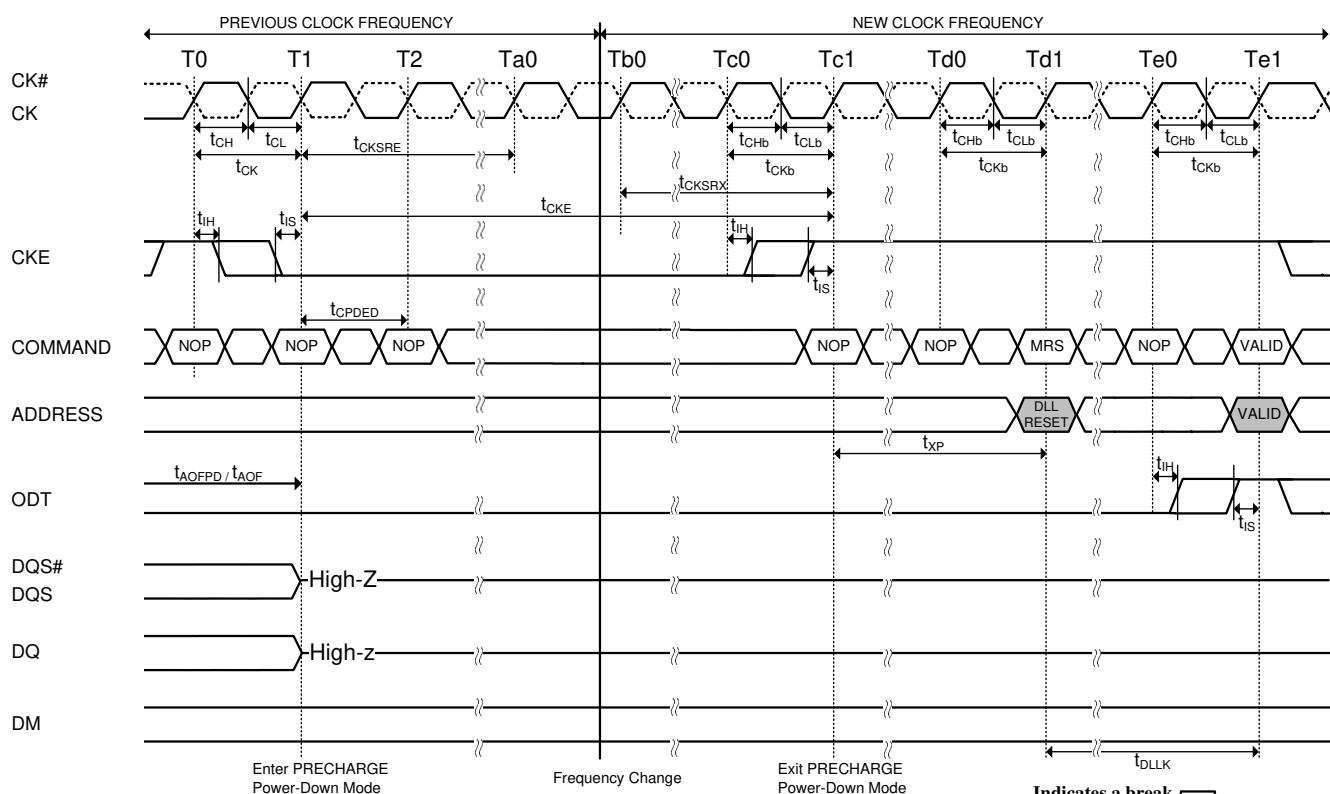 PREVIOUS CLOCK FREQUENCY NEW CLOCK FREQUENCY
T0 T1 T2 Ta0 Tb0 Tc0 Tc1 Td0 Td1 Te0 Te1
CK#
CK
tCH tCL tCHb tCLb tCHb tCLb tCHb tCLb
tCK tCKSRE tCKb tCKb tCKb
tCKSRX
tCKE
tIH tIS tIH
CKE
tIS
tCPDED
COMMAND NOP NOP NOP NOP NOP MRS NOP VALID
ADDRESS DLL RESET VALID
tXP
tAOFPD / tAOF tIH
ODT
tIS
DQS#
High-Z
DQS
DQ High-z
DM
tDLLK
Enter PRECHARGE Exit PRECHARGE
Frequency Change
Power-Down Mode Power-Down Mode
Indicates a break